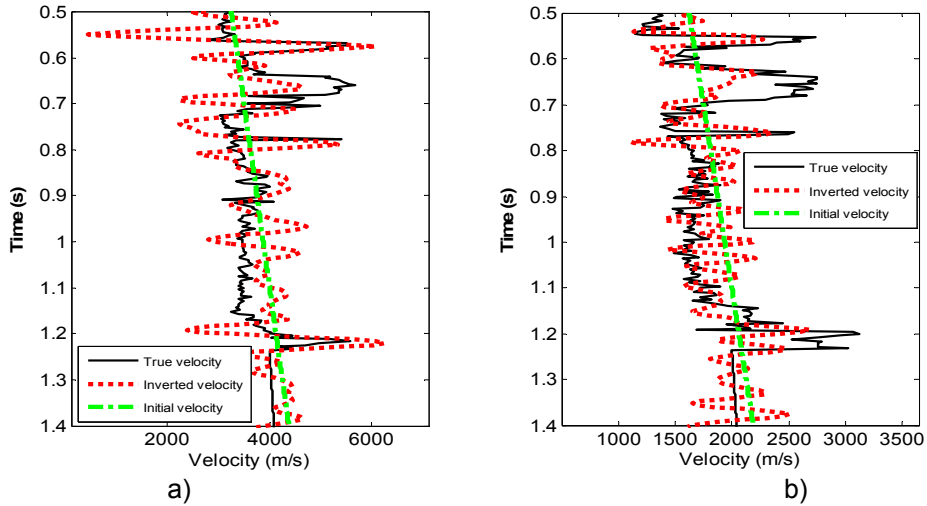 0.5
0.6
0.7
0.8
0.9
1
1.1
1.2
1.3
1.4
Time (s)
True velocity
Inverted velocity
Initial velocity
2000 4000 6000
Velocity (m/s)
a)
0.5
0.6
0.7
0.8
0.9
1
1.1
1.2
1.3
1.4
Time (s)
True velocity
Inverted velocity
Initial velocity
1000 1500 2000 2500 3000 3500
Velocity (m/s)
b)